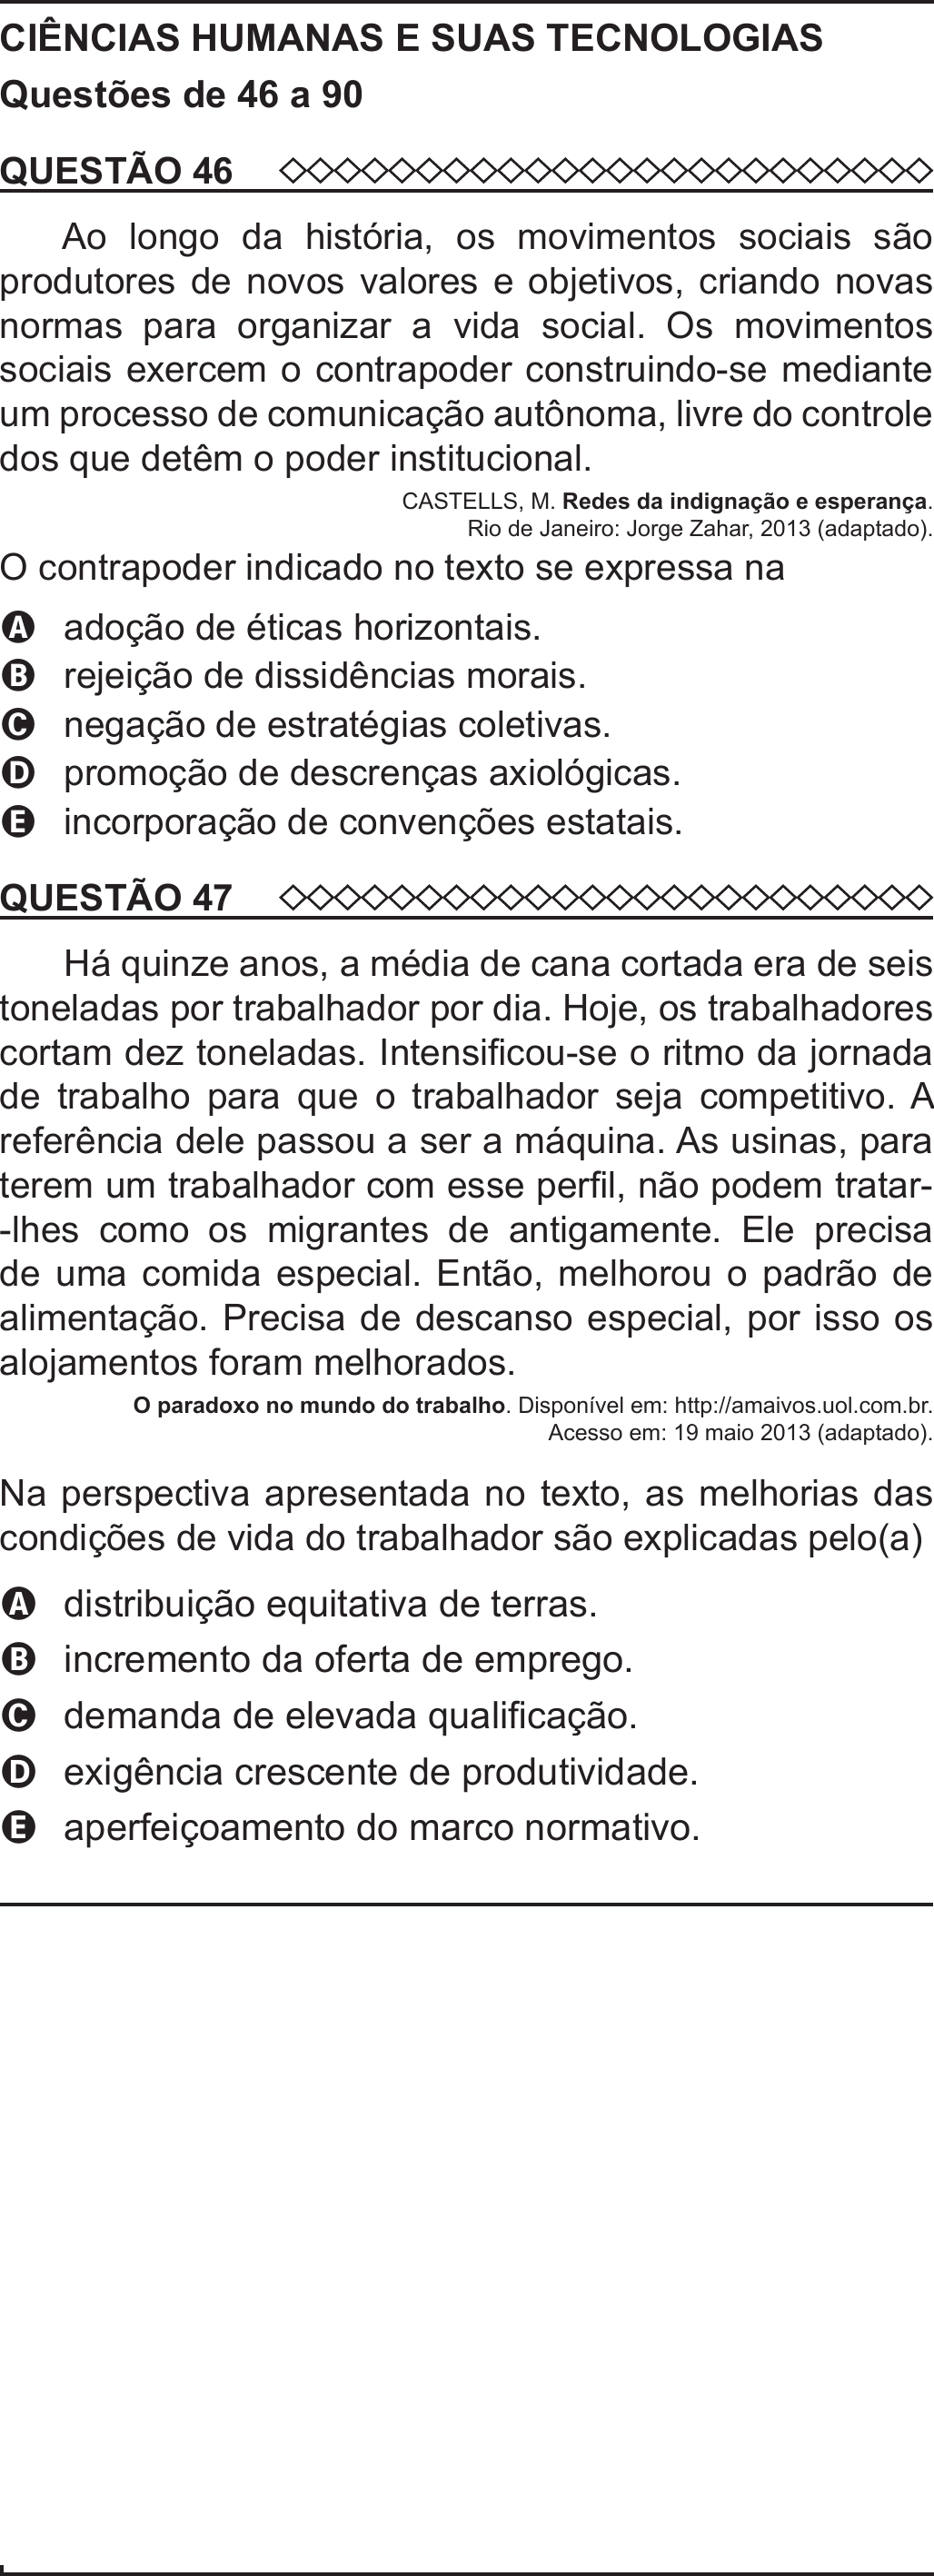 CIÊNCIAS HUMANAS E SUAS TECNOLOGIAS
Questões de 46 a 90
QUESTÃO 46
Ao longo da história, os movimentos sociais são
produtores de novos valores e objetivos, criando novas
normas para organizar a vida social. Os movimentos
sociais exercem o contrapoder construindo-se mediante
um processo de comunicação autônoma, livre do controle
dos que detêm o poder institucional.
CASTELLS, M. Redes da indignação e esperança.
Rio de Janeiro: Jorge Zahar, 2013 (adaptado).
O contrapoder indicado no texto se expressa na
A adoção de éticas horizontais.
B rejeição de dissidências morais.
C negação de estratégias coletivas.
D promoção de descrenças axiológicas.
E incorporação de convenções estatais.
QUESTÃO 47
Há quinze anos, a média de cana cortada era de seis
toneladas por trabalhador por dia. Hoje, os trabalhadores
cortam dez toneladas. Intensificou-se o ritmo da jornada
de trabalho para que o trabalhador seja competitivo. A
referência dele passou a ser a máquina. As usinas, para
terem um trabalhador com esse perfil, não podem tratar-
-lhes como os migrantes de antigamente. Ele precisa
de uma comida especial. Então, melhorou o padrão de
alimentação. Precisa de descanso especial, por isso os
alojamentos foram melhorados.
O paradoxo no mundo do trabalho. Disponível em: http://amaivos.uol.com.br.
Acesso em: 19 maio 2013 (adaptado).
Na perspectiva apresentada no texto, as melhorias das
condições de vida do trabalhador são explicadas pelo(a)
A distribuição equitativa de terras.
B incremento da oferta de emprego.
C demanda de elevada qualificação.
D exigência crescente de produtividade.
E aperfeiçoamento do marco normativo.